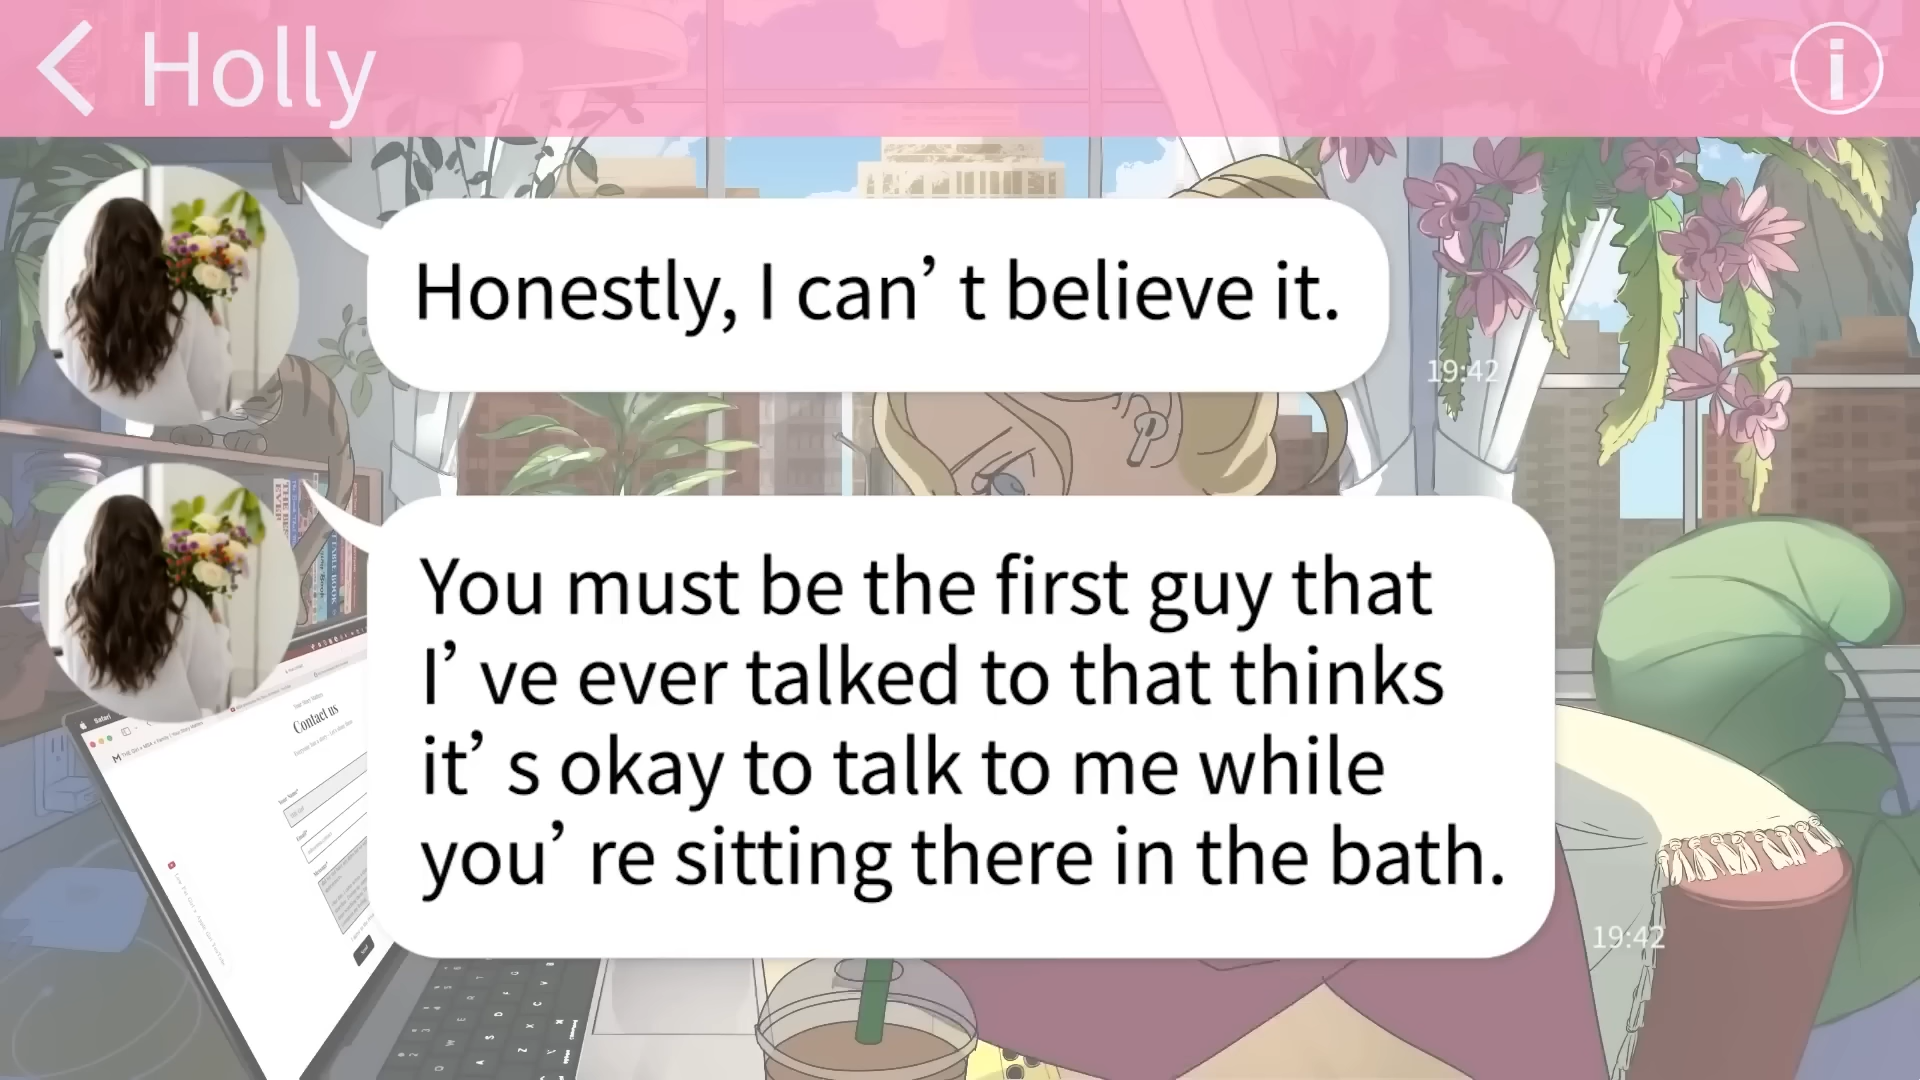 Holly
Honestly, I can’t believe it.
19:42
You must be the first guy that
I’ve ever talked to that thinks
it’s okay to talk to me while
you’re sitting there in the bath.
19:42
Safari
Contact us